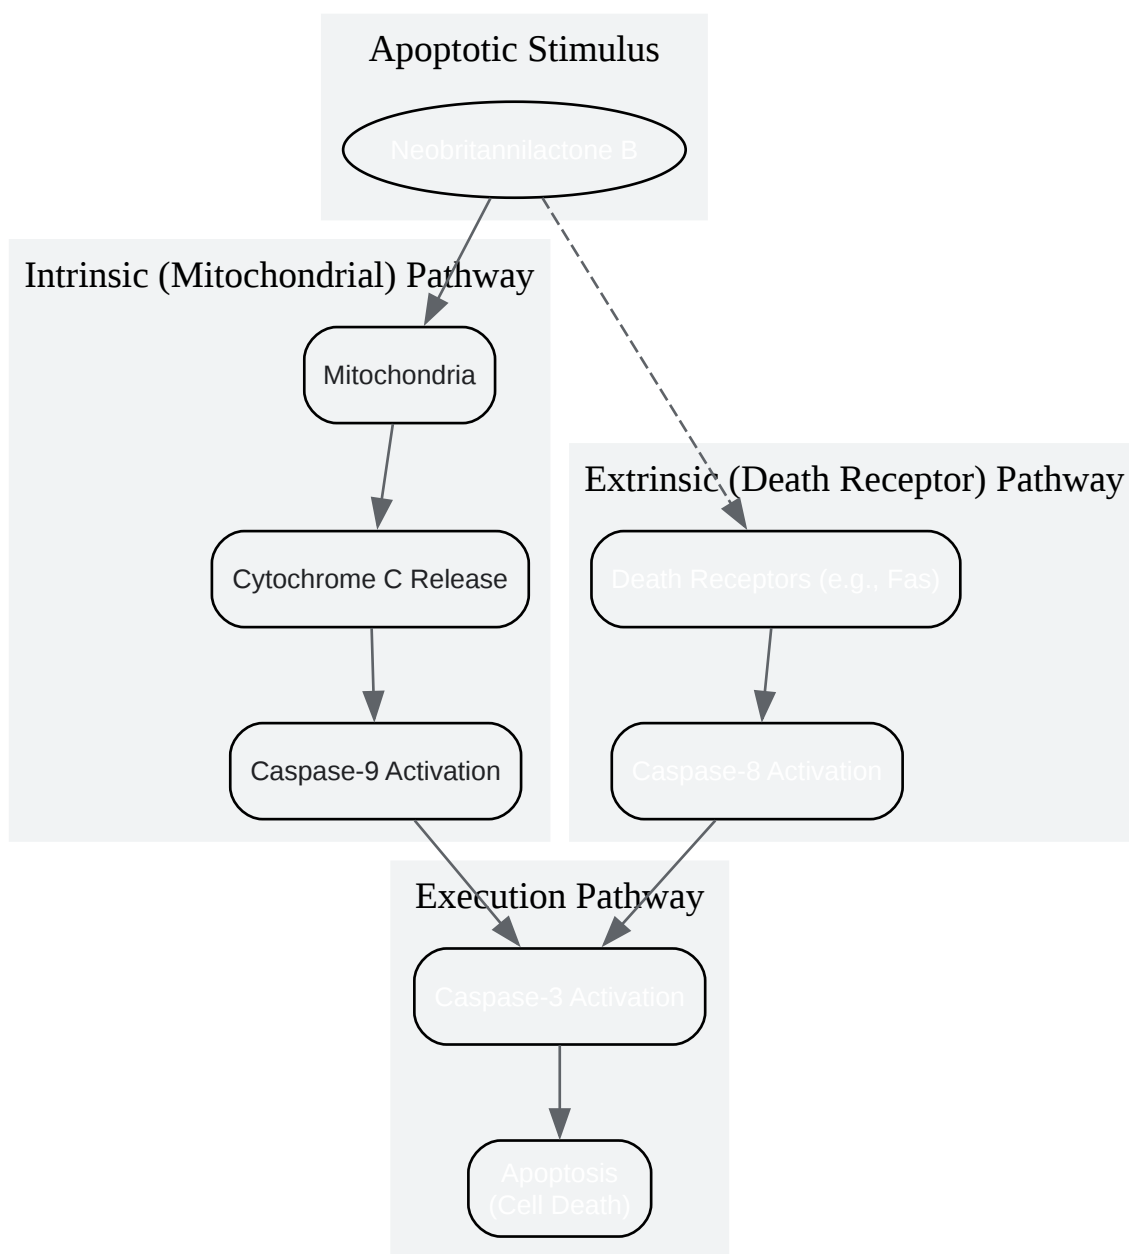 Apoptotic Stimulus
Neobritannilactone B
Intrinsic (Mitochondrial) Pathway
Mitochondria
Extrinsic (Death Receptor) Pathway
Cytochrome C Release
Death Receptors (e.g., Fas)
Caspase-9 Activation
Caspase-8 Activation
Execution Pathway
Caspase-3 Activation
Apoptosis
(Cell Death)